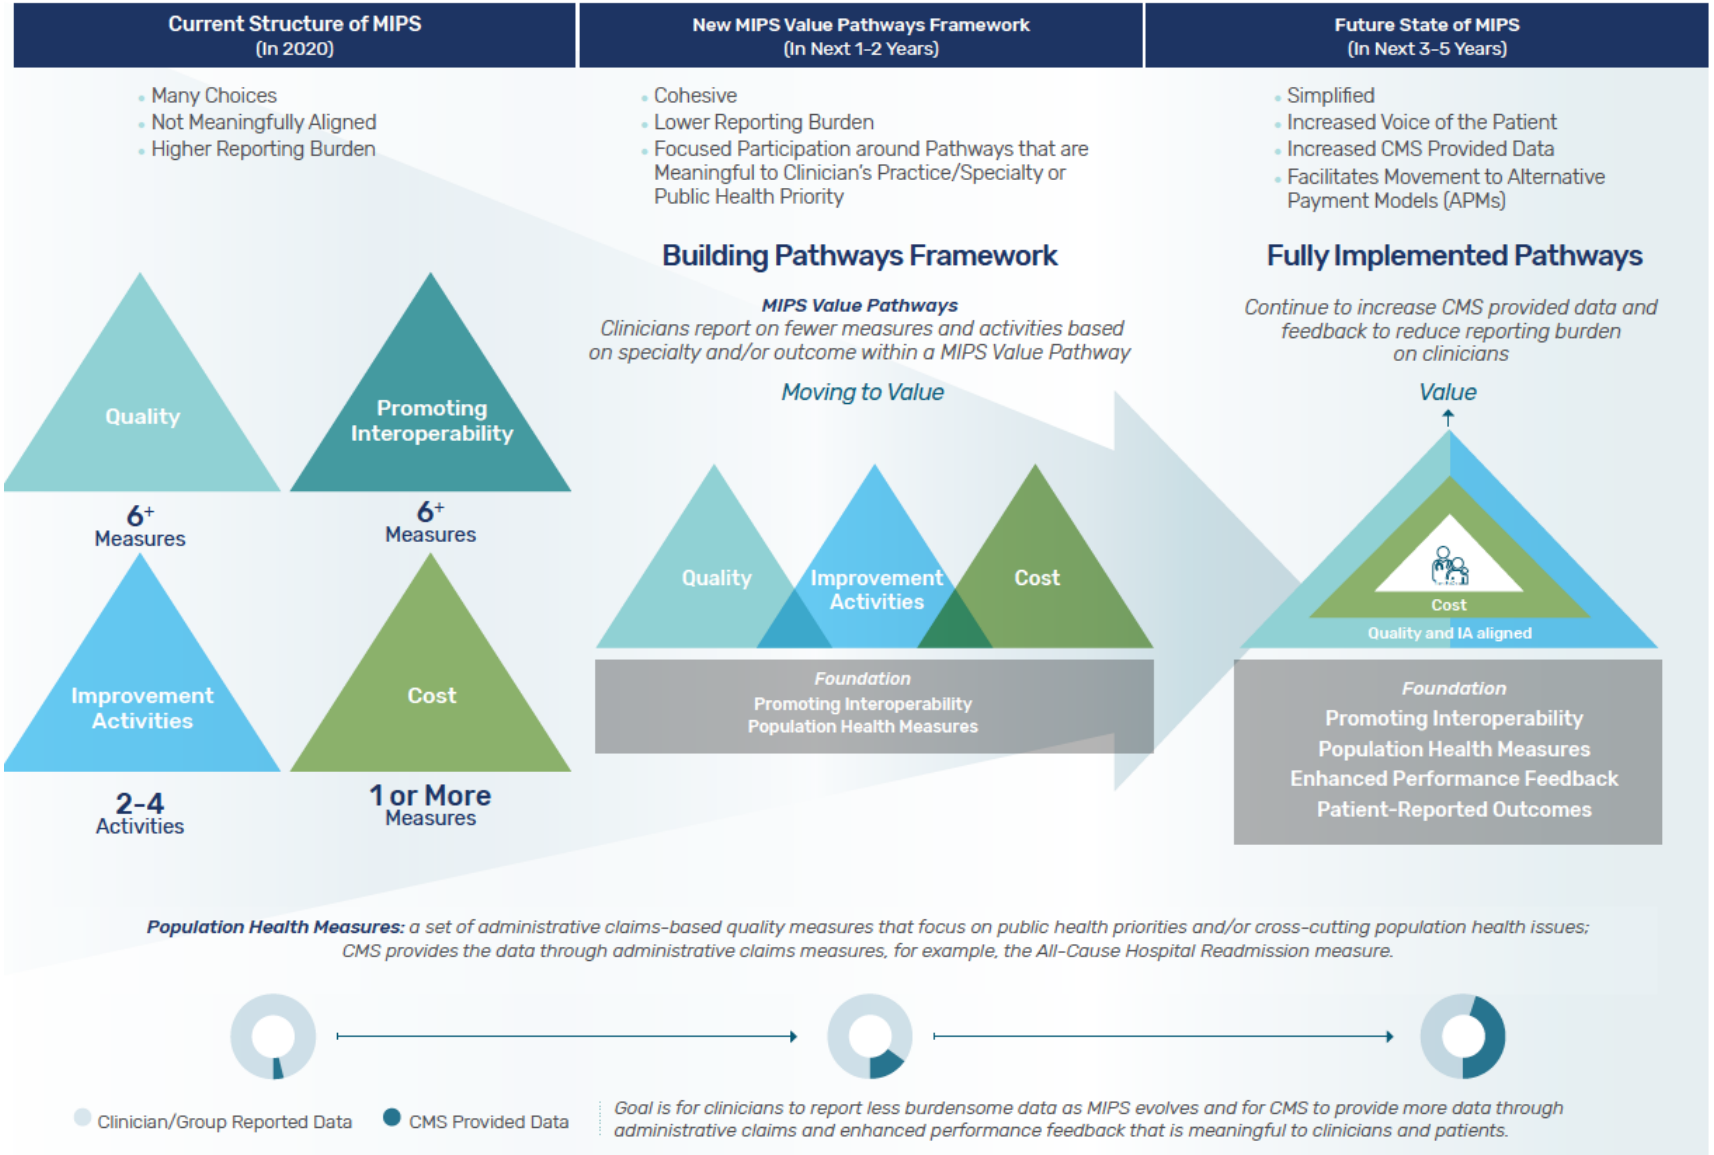 Current Structure of MIPS
(In 2020)
New MIPS Value Pathways Framework
(In Next 1-2 Years)
Future State of MIPS
(In Next 3-5 Years)
• Many Choices
• Not Meaningfully Aligned
• Higher Reporting Burden
• Cohesive
• Lower Reporting Burden
• Focused Participation around Pathways that are
Meaningful to Clinician's Practice/Specialty or
Public Health Priority
• Simplified
• Increased Voice of the Patient
• Increased CMS Provided Data
• Facilitates Movement to Alternative
Payment Models (APMs)
Quality
6+
Measures
Promoting
Interoperability
6+
Measures
Improvement
Activities
2-4
Activities
Cost
1 or More
Measures
Building Pathways Framework
MIPS Value Pathways
Clinicians report on fewer measures and activities based
on specialty and/or outcome within a MIPS Value Pathway
Moving to Value
Quality
Improvement
Activities
Cost
Foundation
Promoting Interoperability
Population Health Measures
Fully Implemented Pathways
Continue to increase CMS provided data and
feedback to reduce reporting burden
on clinicians
Value
Cost
Quality and IA aligned
Foundation
Promoting Interoperability
Population Health Measures
Enhanced Performance Feedback
Patient-Reported Outcomes
Population Health Measures: a set of administrative claims-based quality measures that focus on public health priorities and/or cross-cutting population health issues;
CMS provides the data through administrative claims measures, for example, the All-Cause Hospital Readmission measure.
Clinician/Group Reported Data
CMS Provided Data
Goal is for clinicians to report less burdensome data as MIPS evolves and for CMS to provide more data through
administrative claims and enhanced performance feedback that is meaningful to clinicians and patients.